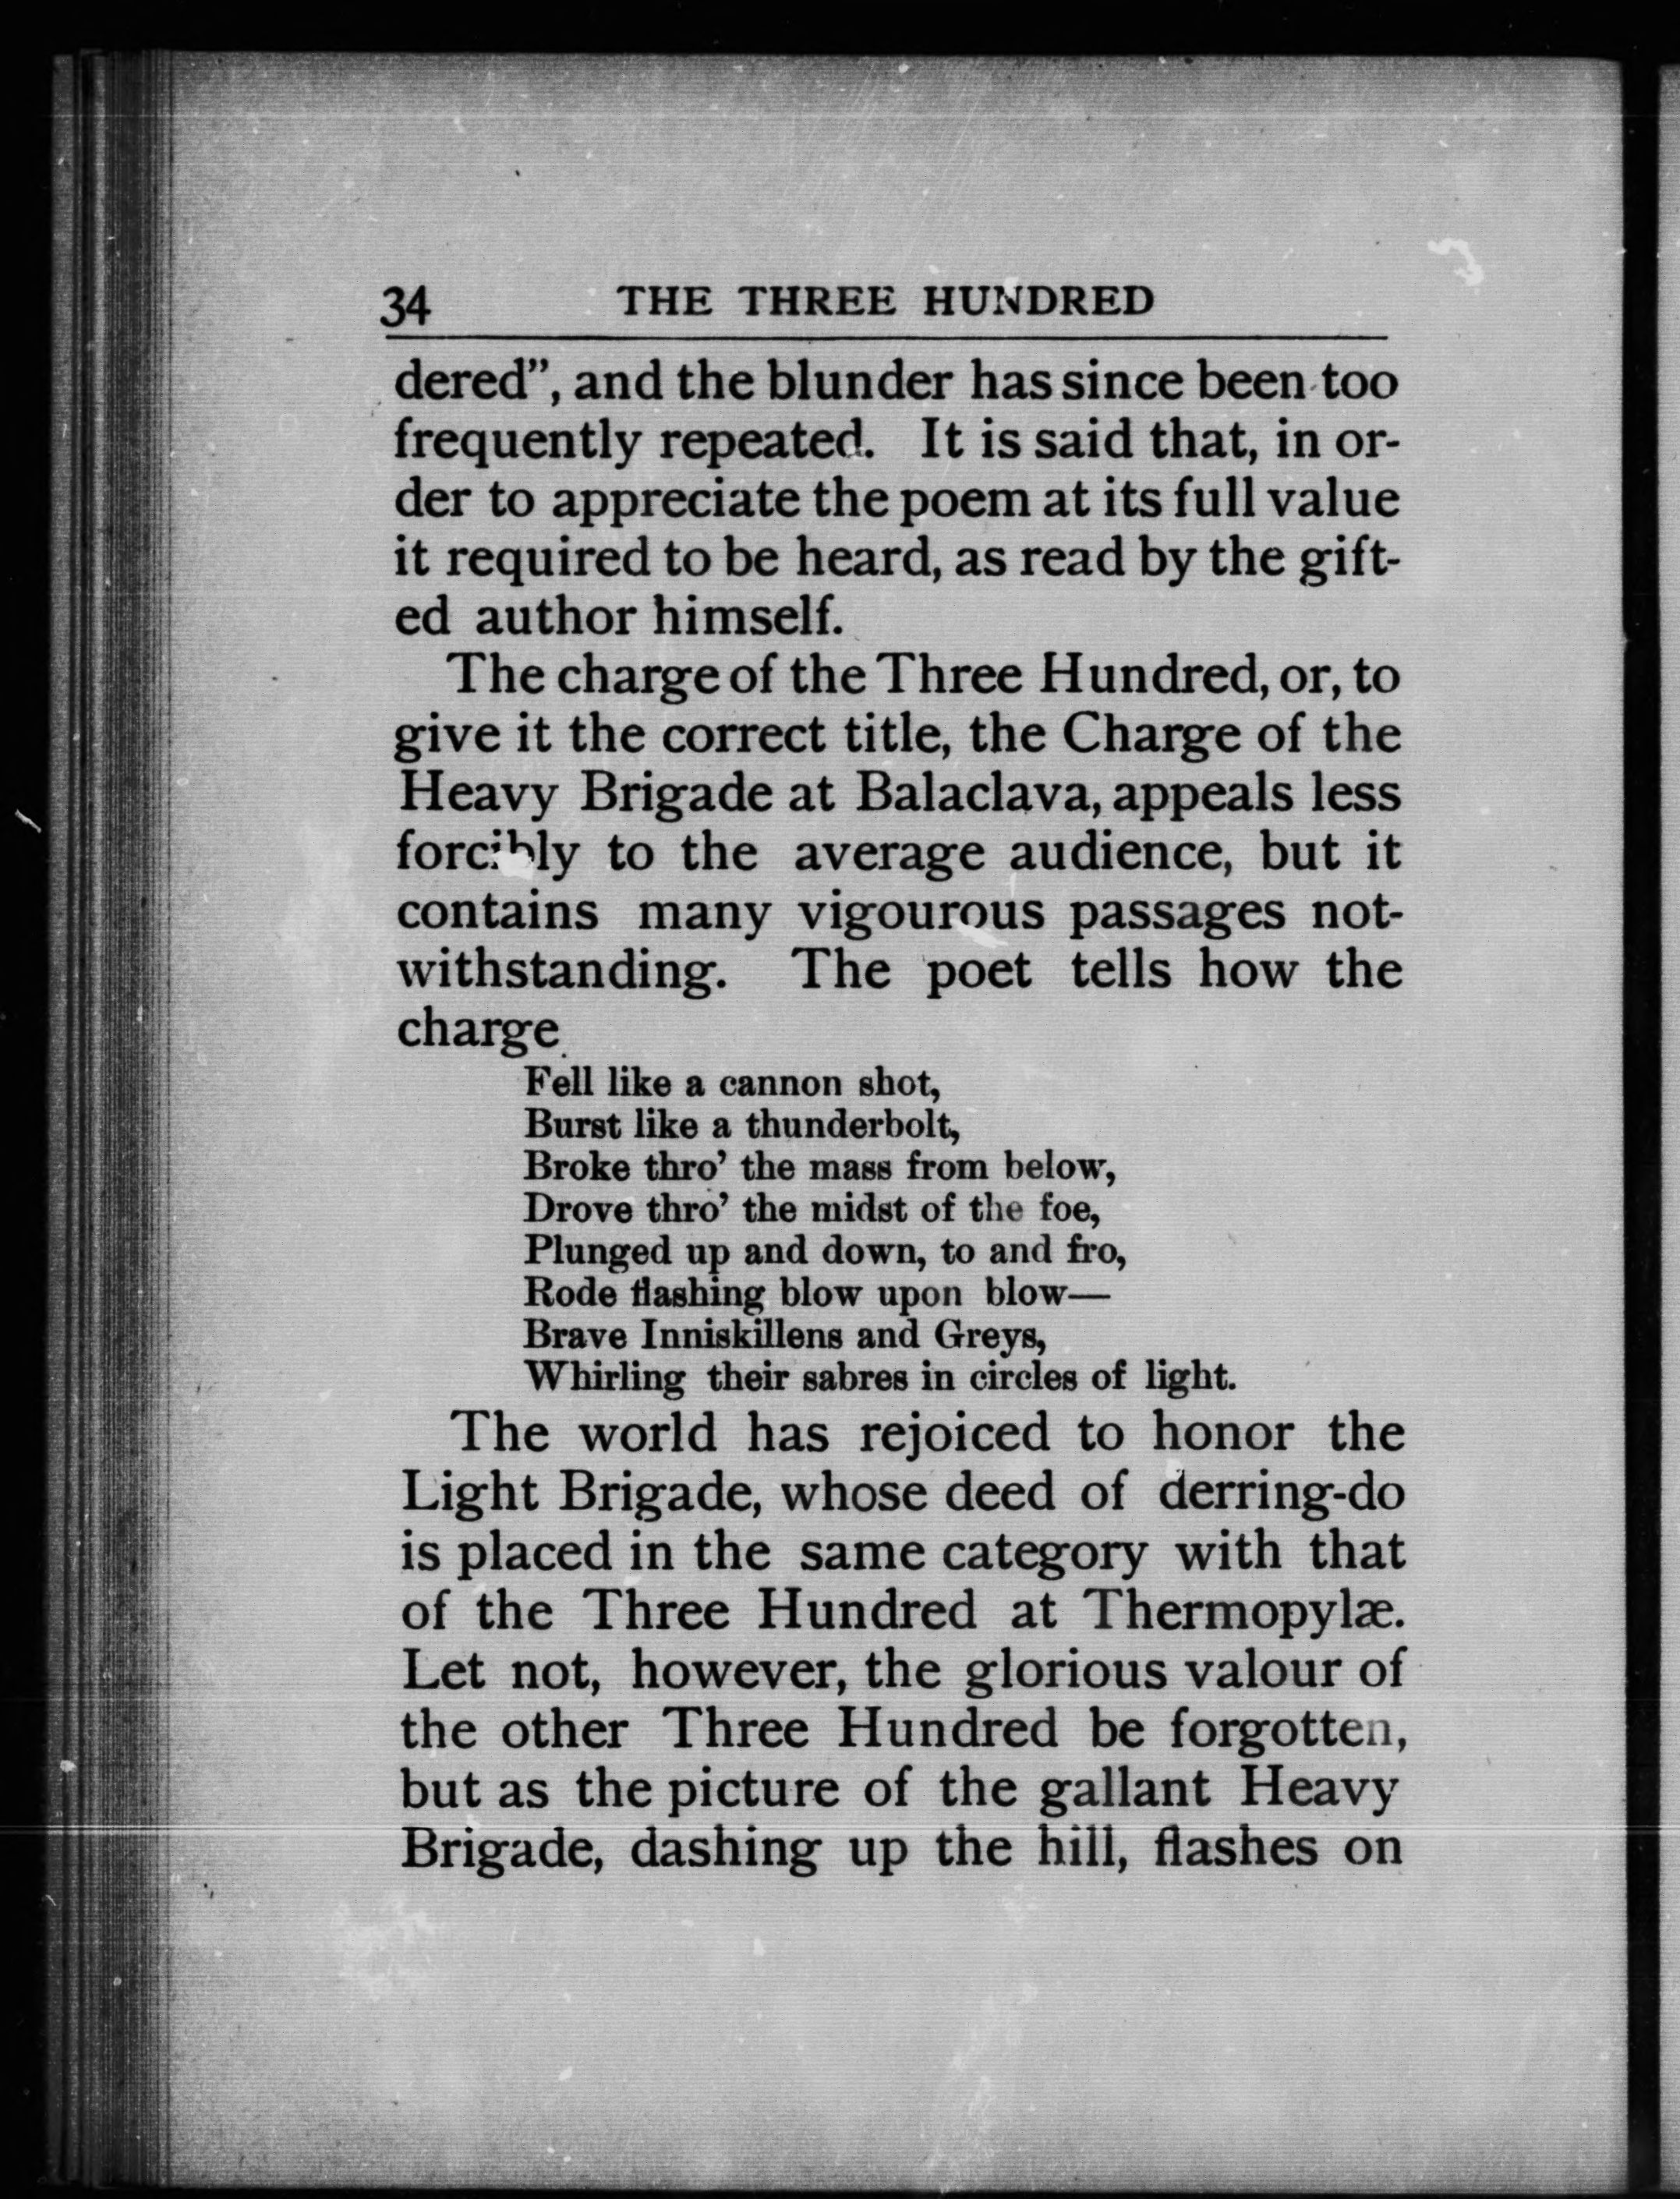 34 THE THREE HUNDRED
dered”, and the blunder has since been too
frequently repeated. It is said that, in or-
der to appreciate the poem at its full value
it required to be heard, as read by the gift-
ed author himself.
The charge of the Three Hundred, or, to
give it the correct title, the Charge of the
Heavy Brigade at Balaclava, appeals less
forcibly to the average audience, but it
contains many vigourous passages not-
withstanding. The poet tells how the
charge
Fell like a cannon shot,
Burst like a thunderbolt,
Broke thro’ the mass from below,
Drove thro’ the midst of the foe,
Plunged up and down, to and fro,
Rode flashing blow upon blow—
Brave Inniskillens and Greys,
Whirling their sabres in circles of light.
The world has rejoiced to honor the
Light Brigade, whose deed of derring-do
is placed in the same category with that
of the Three Hundred at Thermopylæ.
Let not, however, the glorious valour of
the other Three Hundred be forgotten,
but as the picture of the gallant Heavy
Brigade, dashing up the hill, flashes on